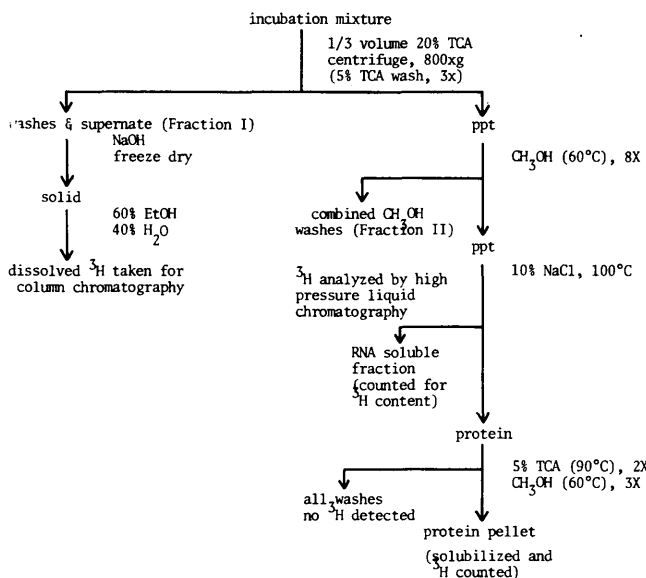 incubation mixture
1/3 volume 20% TCA
centrifuge, 800xg
(5% TCA wash, 3x)
washes & supernate (Fraction I)
NaOH
freeze dry
solid
60% EtOH
40% H2O
dissolved 3H taken for
column chromatography
ppt
CH3OH (60°C), 8X
combined CH3OH
washes (Fraction II)
ppt
3H analyzed by high
pressure liquid
chromatography
10% NaCl, 100°C
RNA soluble
fraction
(counted for
3H content)
protein
5% TCA (90°C), 2X
CH3OH (60°C), 3X
all washes
no 3H detected
protein pellet
(solubilized and
3H counted)